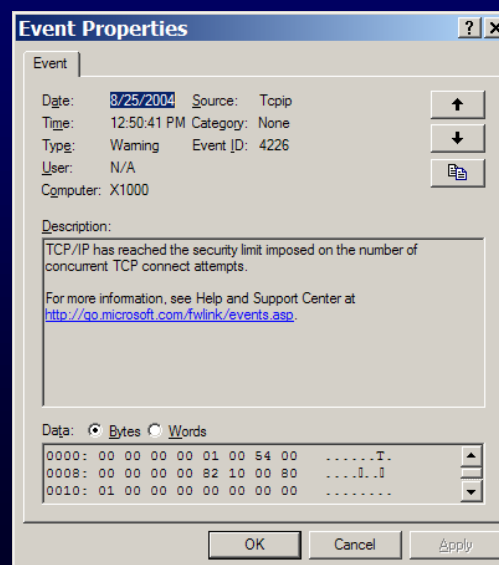 Event Properties
Event
Date: 8/25/2004 Source: Tcpip
Time: 12:50:41 PM Category: None
Type: Warning Event ID: 4226
User: N/A
Computer: X1000
Description:
TCP/IP has reached the security limit imposed on the number of
concurrent TCP connect attempts.
For more information, see Help and Support Center at
http://go.microsoft.com/fwlink/events.asp.
Data: Bytes Words
0000: 00 00 00 00 01 00 54 00 ......T.
0008: 00 00 00 00 82 10 00 80 ....▯..▯
0010: 01 00 00 00 00 00 00 00 ........
OK Cancel Apply